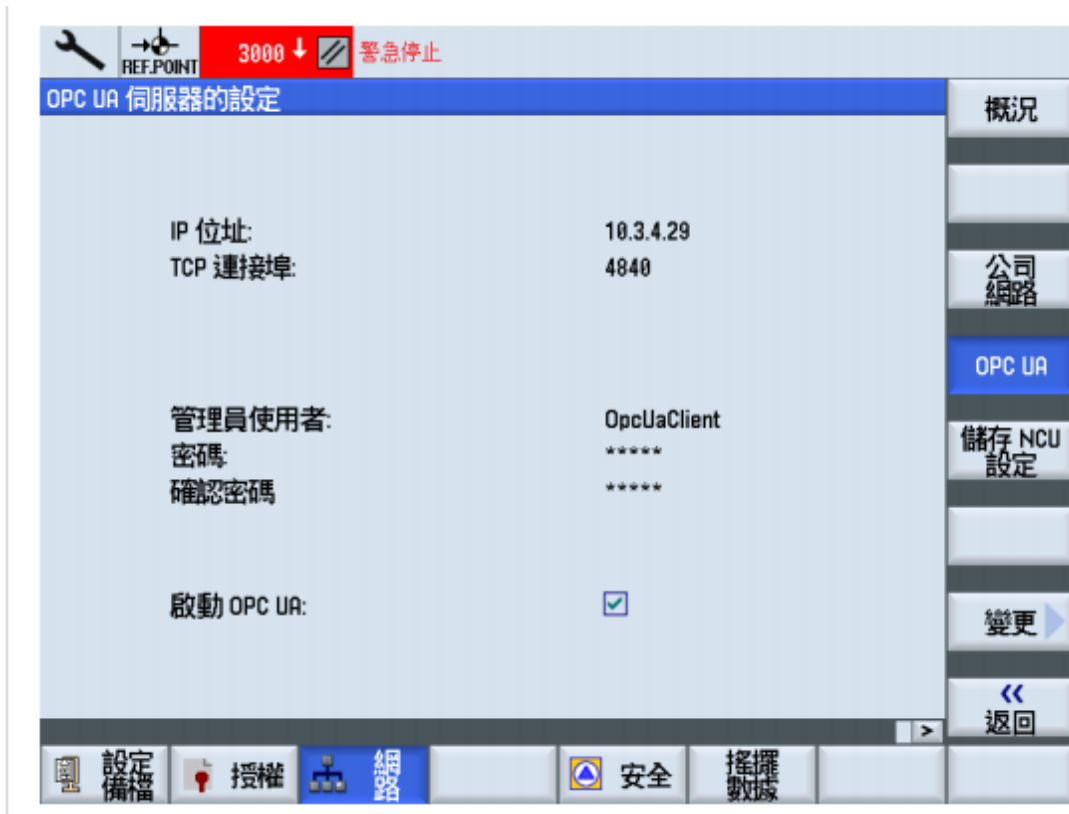 REF.POINT
3000
警急停止
OPC UA 伺服器的設定
概況
IP 位址: 10.3.4.29
TCP 連接埠: 4840
公司
網路
OPC UA
管理員使用者: OpcUaClient
密碼: *****
確認密碼 *****
儲存 NCU
設定
啟動 OPC UA:
變更
<<
返回
>
設定
備檔
授權
網
路
安全
搖擺
數據